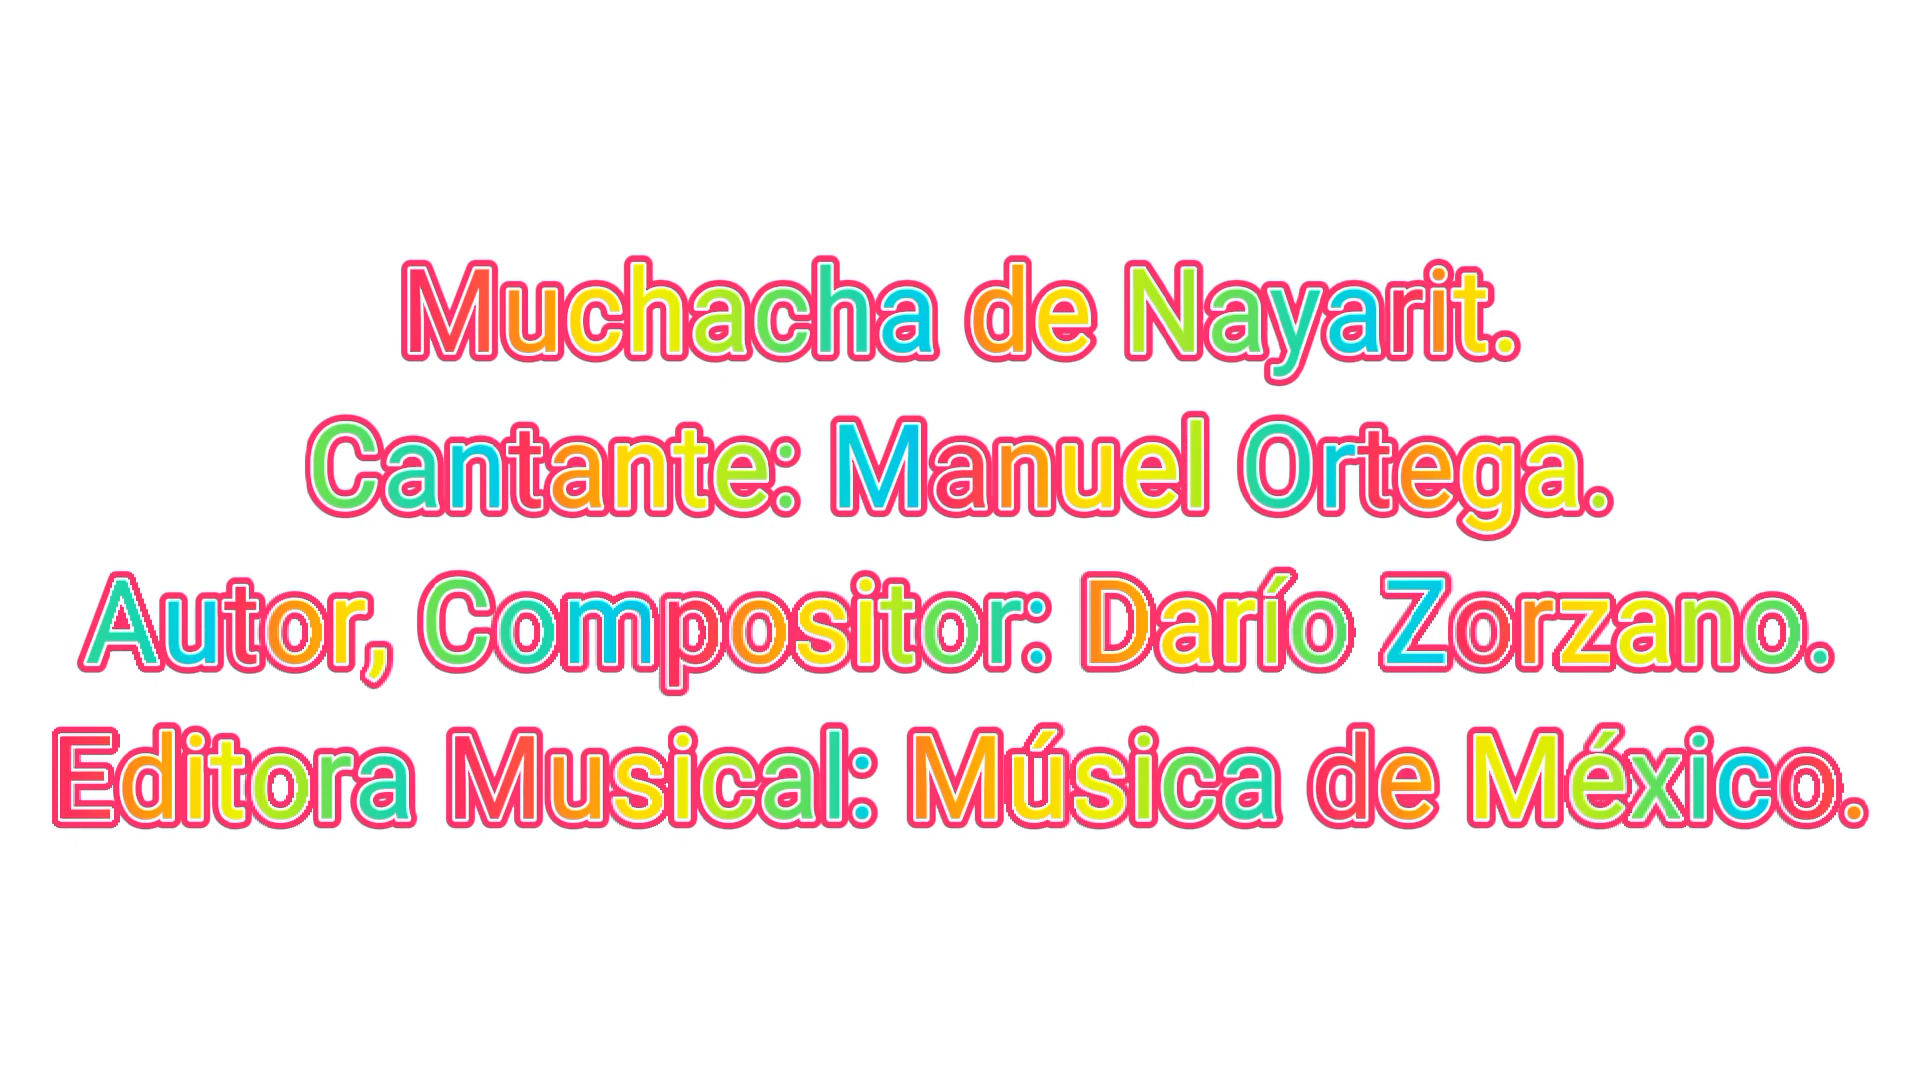 Muchacha de Nayarit.
Cantante: Manuel Ortega.
Autor, Compositor: Darío Zorzano.
Editora Musical: Música de México.